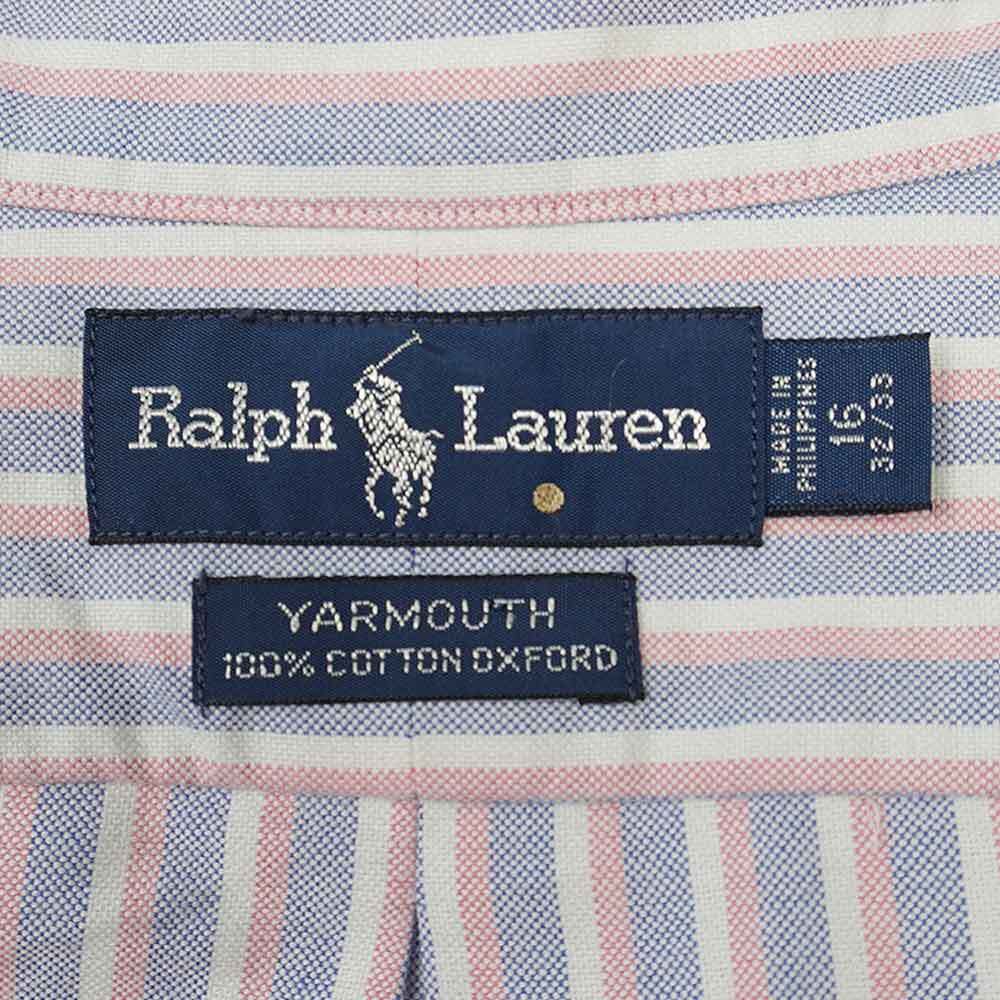 Ralph Lauren
MADE IN
PHILIPPINES
16
32/33
YARMOUTH
100% COTTON OXFORD